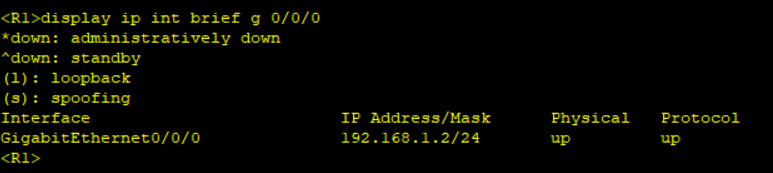 <R1>display ip int brief g 0/0/0
*down: administratively down
^down: standby
(l): loopback
(s): spoofing
Interface IP Address/Mask Physical Protocol
GigabitEthernet0/0/0 192.168.1.2/24 up up
<R1>